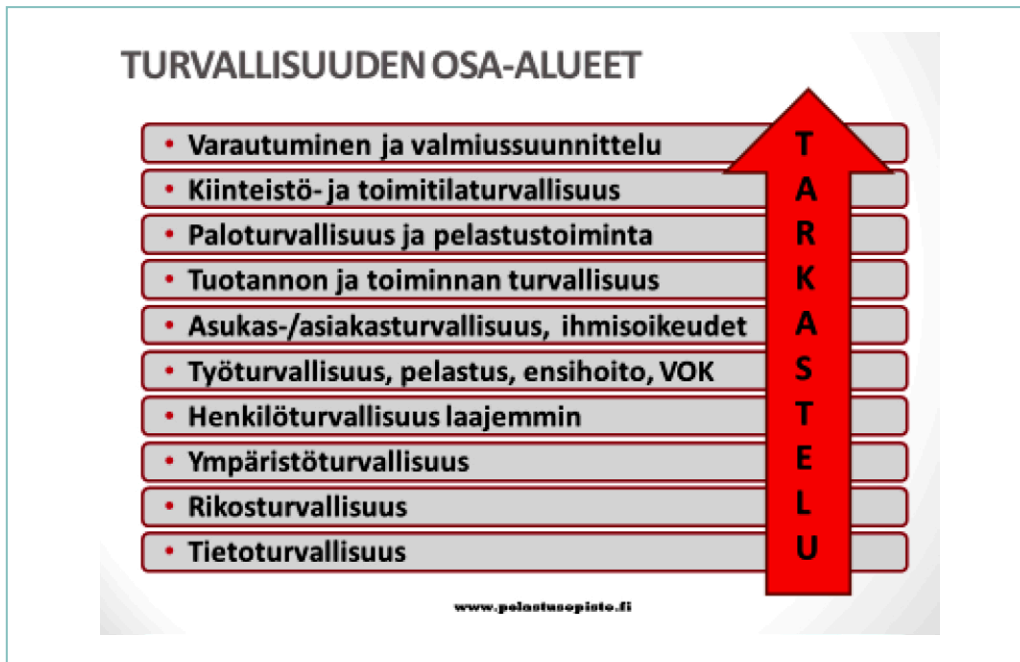 TURVALLISUUDEN OSA-ALUEET
• Varautuminen ja valmiussuunnittelu
• Kiinteistö- ja toimitilaturvallisuus
• Paloturvallisuus ja pelastustoiminta
• Tuotannon ja toiminnan turvallisuus
• Asukas-/asiakasturvallisuus, ihmisoikeudet
• Työturvallisuus, pelastus, ensihoito, VOK
• Henkilöturvallisuus laajemmin
• Ympäristöturvallisuus
• Rikosturvallisuus
• Tietoturvallisuus
TARKASTELU
www.pelastusopisto.fi